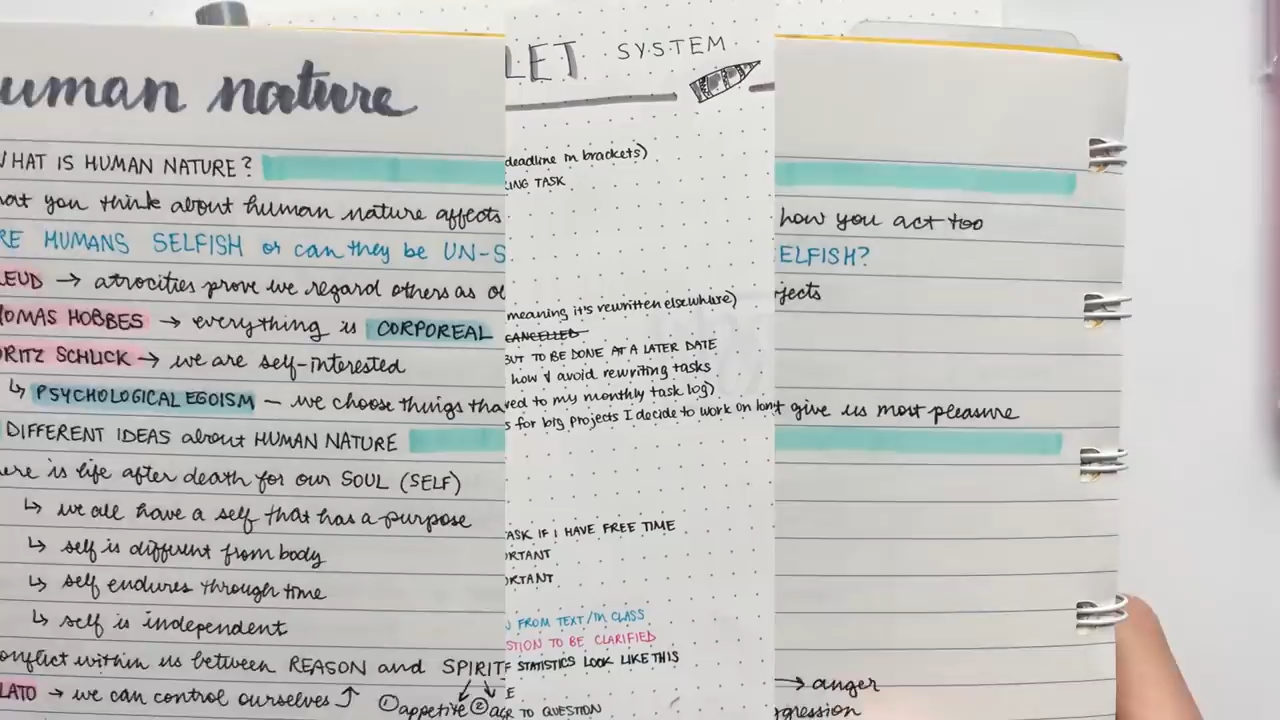 uman nature
WHAT IS HUMAN NATURE?
hat you think about human nature affects
how you act too
RE HUMANS SELFISH or can they be UN-S
ELFISH?
EUD → atrocities prove we regard others as o
jects
OMAS HOBBES → everything is CORPOREAL
ORITZ SCHLICK → we are self-interested
↳ PSYCHOLOGICAL EGOISM — we choose things tha
t give us most pleasure
DIFFERENT IDEAS about HUMAN NATURE
ere is life after death for our SOUL (SELF)
↳ we all have a self that has a purpose
↳ self is different from body
↳ self endures through time
↳ self is independent
onflict within us between REASON and SPIRIT
LATO → we can control ourselves
① appetite ② ag
→ anger
gression
LET SYSTEM
deadline in brackets)
ING TASK
meaning it's rewritten elsewhere)
CANCELLED
BUT TO BE DONE AT A LATER DATE
how I avoid rewriting tasks
ved to my monthly task log)
s for big projects I decide to work on lon
TASK IF I HAVE FREE TIME
ORTANT
ORTANT
FROM TEXT/IN CLASS
STION TO BE CLARIFIED
STATISTICS LOOK LIKE THIS
E
R TO QUESTION